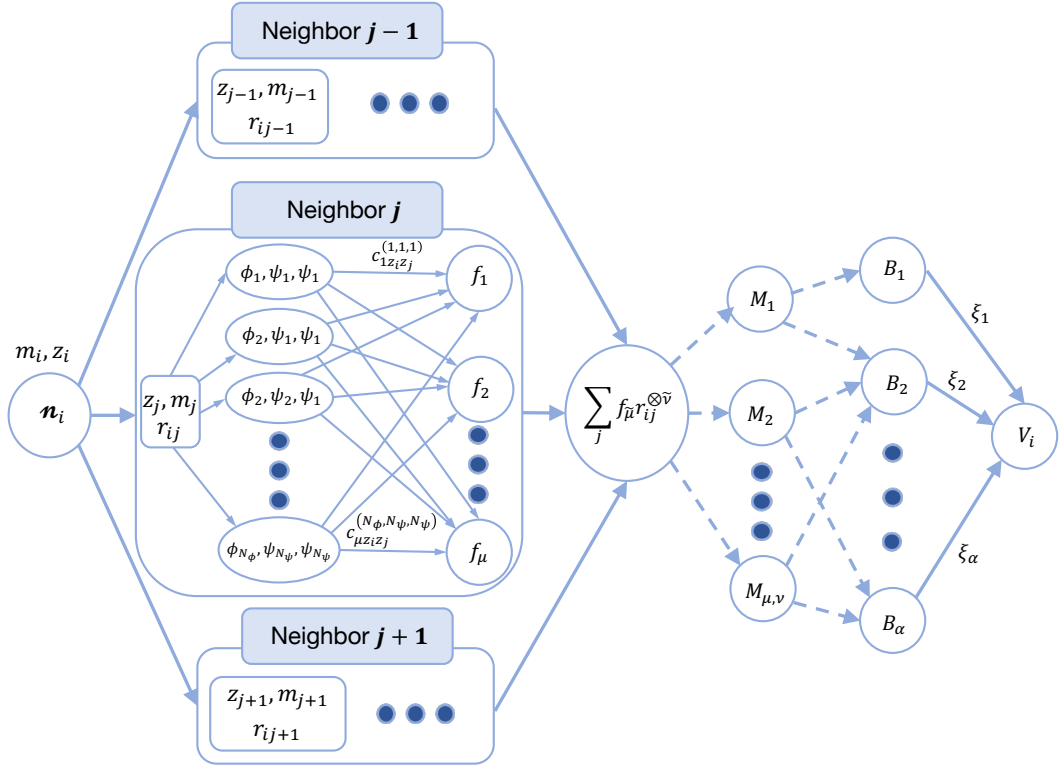 Neighbor j − 1
z_{j−1}, m_{j−1}
r_{ij−1}
Neighbor j
m_i, z_i
n_i
z_j, m_j
r_{ij}
ϕ_1, ψ_1, ψ_1
ϕ_2, ψ_1, ψ_1
ϕ_2, ψ_2, ψ_1
ϕ_{N_ϕ}, ψ_{N_ψ}, ψ_{N_ψ}
c_{1z_iz_j}^{(1,1,1)}
c_{μz_iz_j}^{(N_ϕ,N_ψ,N_ψ)}
f_1
f_2
f_μ
∑_j f_{μ̃} r_{ij}^{⊗ν̃}
M_1
M_2
M_{μ,ν}
B_1
B_2
B_α
ξ_1
ξ_2
ξ_α
V_i
Neighbor j + 1
z_{j+1}, m_{j+1}
r_{ij+1}